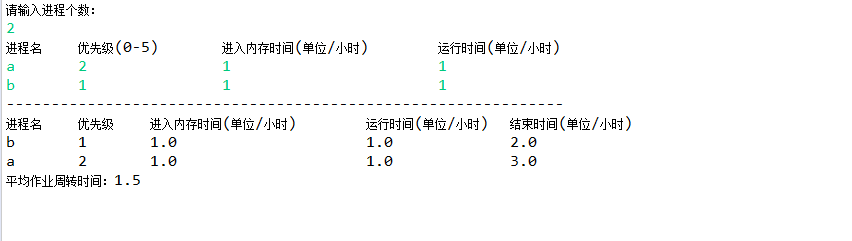 请输入进程个数:
2
进程名 优先级(0-5) 进入内存时间(单位/小时) 运行时间(单位/小时)
a 2 1 1
b 1 1 1
--------------------------------------------------------------
进程名 优先级 进入内存时间(单位/小时) 运行时间(单位/小时) 结束时间(单位/小时)
b 1 1.0 1.0 2.0
a 2 1.0 1.0 3.0
平均作业周转时间: 1.5